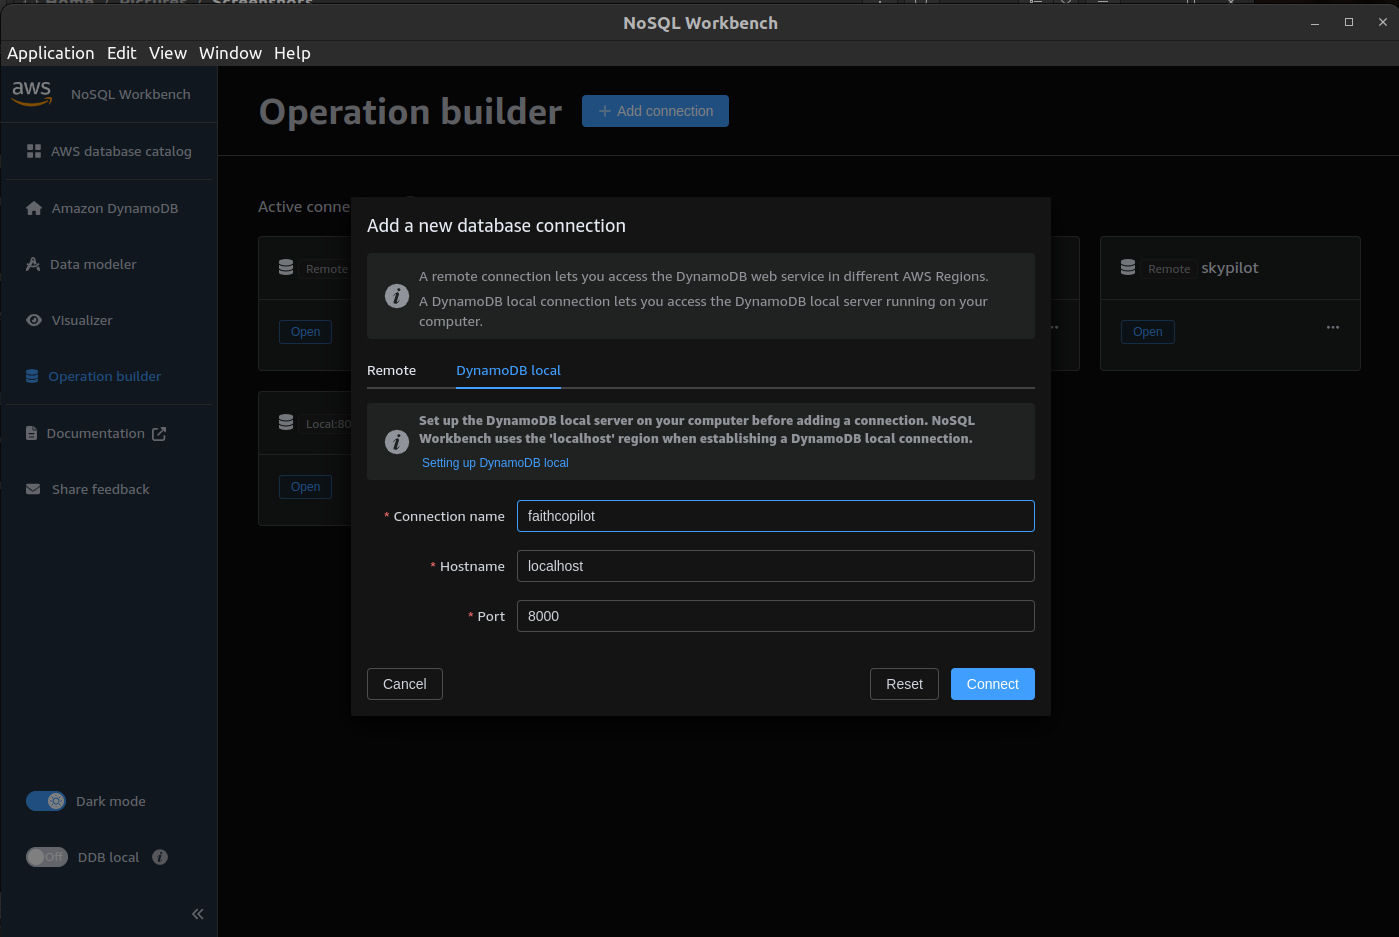 NoSQL Workbench
Application Edit View Window Help
aws NoSQL Workbench
AWS database catalog
Amazon DynamoDB
Data modeler
Visualizer
Operation builder
Documentation
Share feedback
Dark mode
Off DDB local
Operation builder
+ Add connection
Active conne
Remote
Open
Remote skypilot
Open
Local:80
Open
Add a new database connection
A remote connection lets you access the DynamoDB web service in different AWS Regions.
A DynamoDB local connection lets you access the DynamoDB local server running on your
computer.
Remote DynamoDB local
Set up the DynamoDB local server on your computer before adding a connection. NoSQL
Workbench uses the 'localhost' region when establishing a DynamoDB local connection.
Setting up DynamoDB local
* Connection name faithcopilot
* Hostname localhost
* Port 8000
Cancel Reset Connect